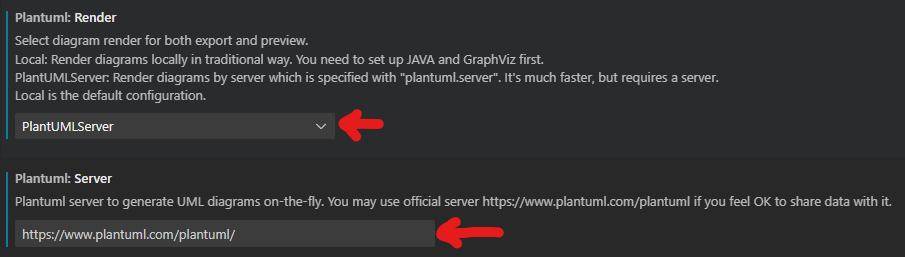 Plantuml: Render
Select diagram render for both export and preview.
Local: Render diagrams locally in traditional way. You need to set up JAVA and GraphViz first.
PlantUMLServer: Render diagrams by server which is specified with "plantuml.server". It's much faster, but requires a server.
Local is the default configuration.
PlantUMLServer
Plantuml: Server
Plantuml server to generate UML diagrams on-the-fly. You may use official server https://www.plantuml.com/plantuml if you feel OK to share data with it.
https://www.plantuml.com/plantuml/